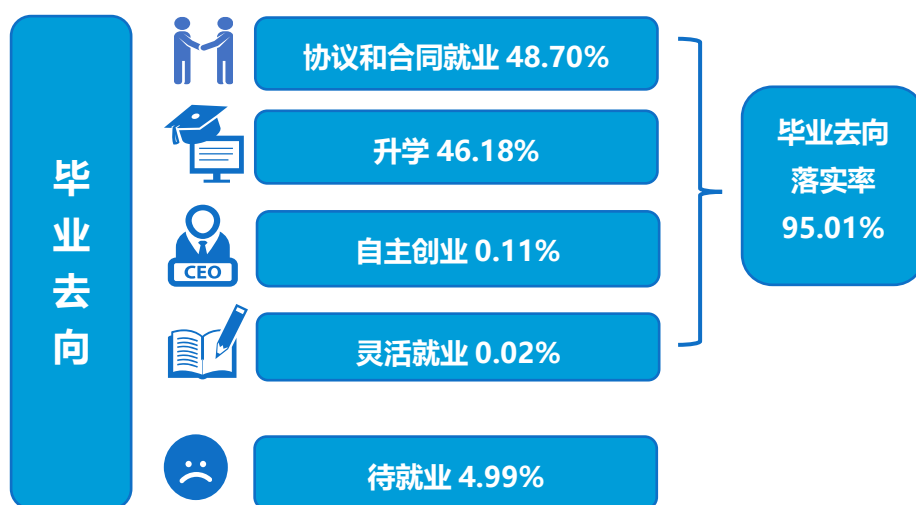 毕业去向
协议和合同就业 48.70%
升学 46.18%
CEO
自主创业 0.11%
灵活就业 0.02%
待就业 4.99%
毕业去向
落实率
95.01%